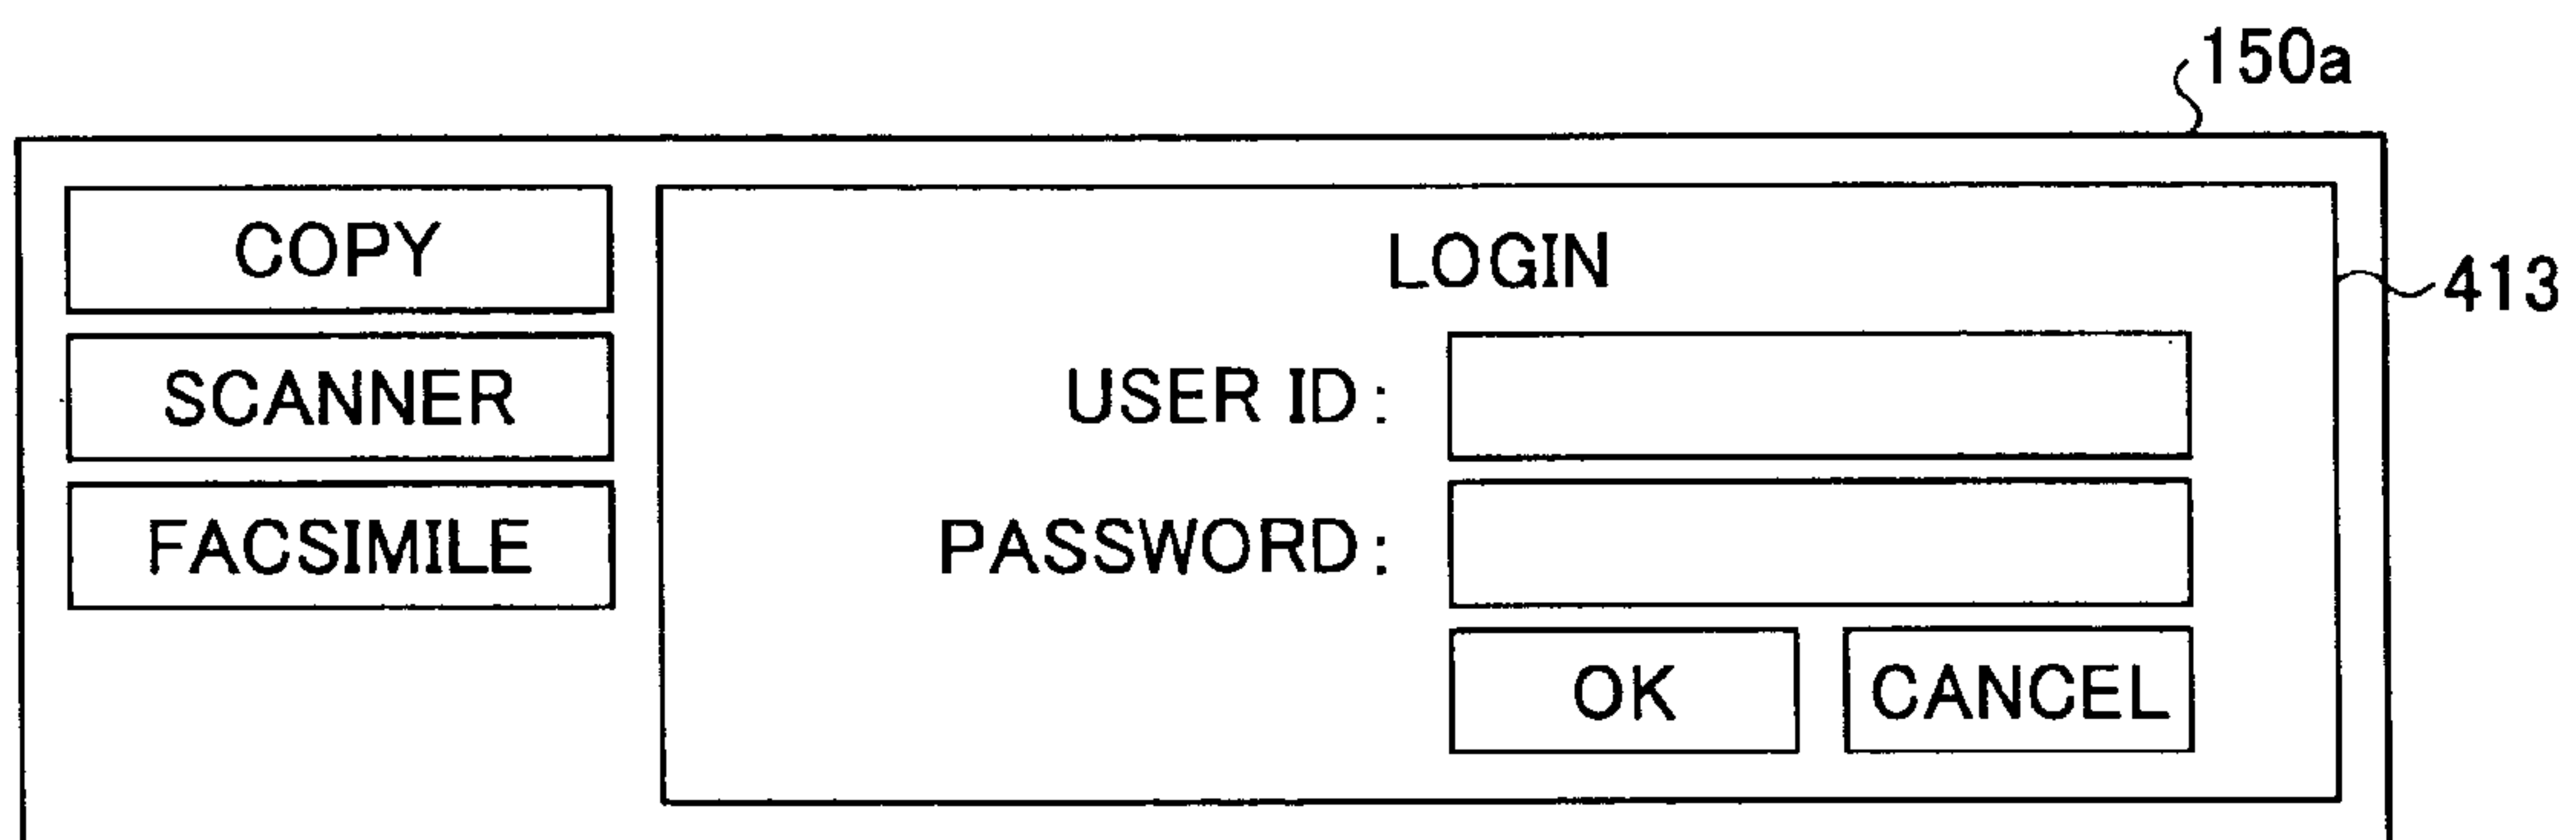 150a
COPY
SCANNER
FACSIMILE
LOGIN
413
USER ID:
PASSWORD:
OK
CANCEL